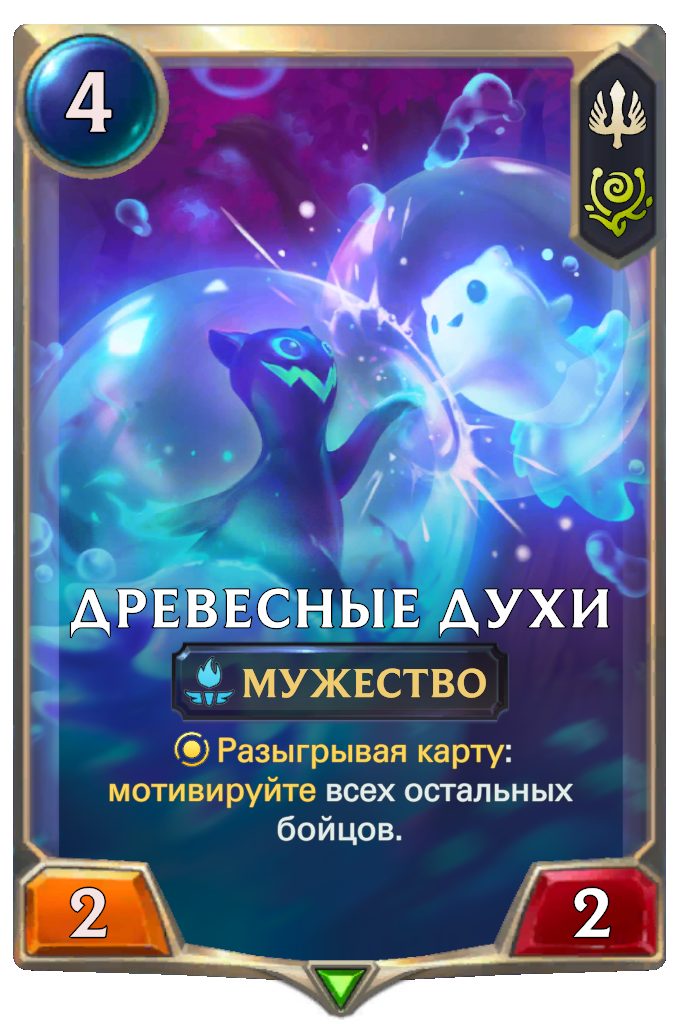 4
ДРЕВЕСНЫЕ ДУХИ
МУЖЕСТВО
Разыгрывая карту:
мотивируйте всех остальных
бойцов.
2
2